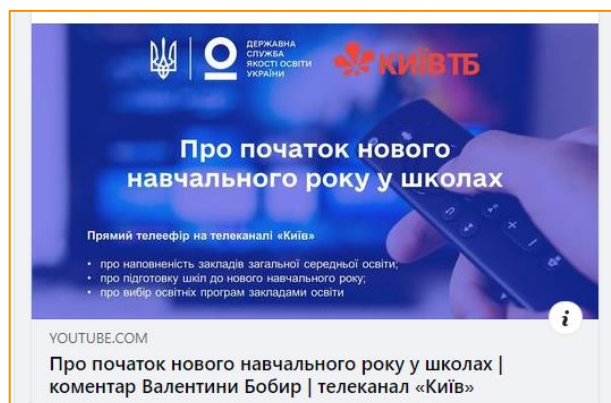 ДЕРЖАВНА
СЛУЖБА
ЯКОСТІ ОСВІТИ
УКРАЇНИ
КИЇВТБ
Про початок нового
навчального року у школах
Прямий телеефір на телеканалі «Київ»
• про наповненість закладів загальної середньої освіти;
• про підготовку шкіл до нового навчального року;
• про вибір освітніх програм закладами освіти
i
YOUTUBE.COM
Про початок нового навчального року у школах |
коментар Валентини Бобир | телеканал «Київ»